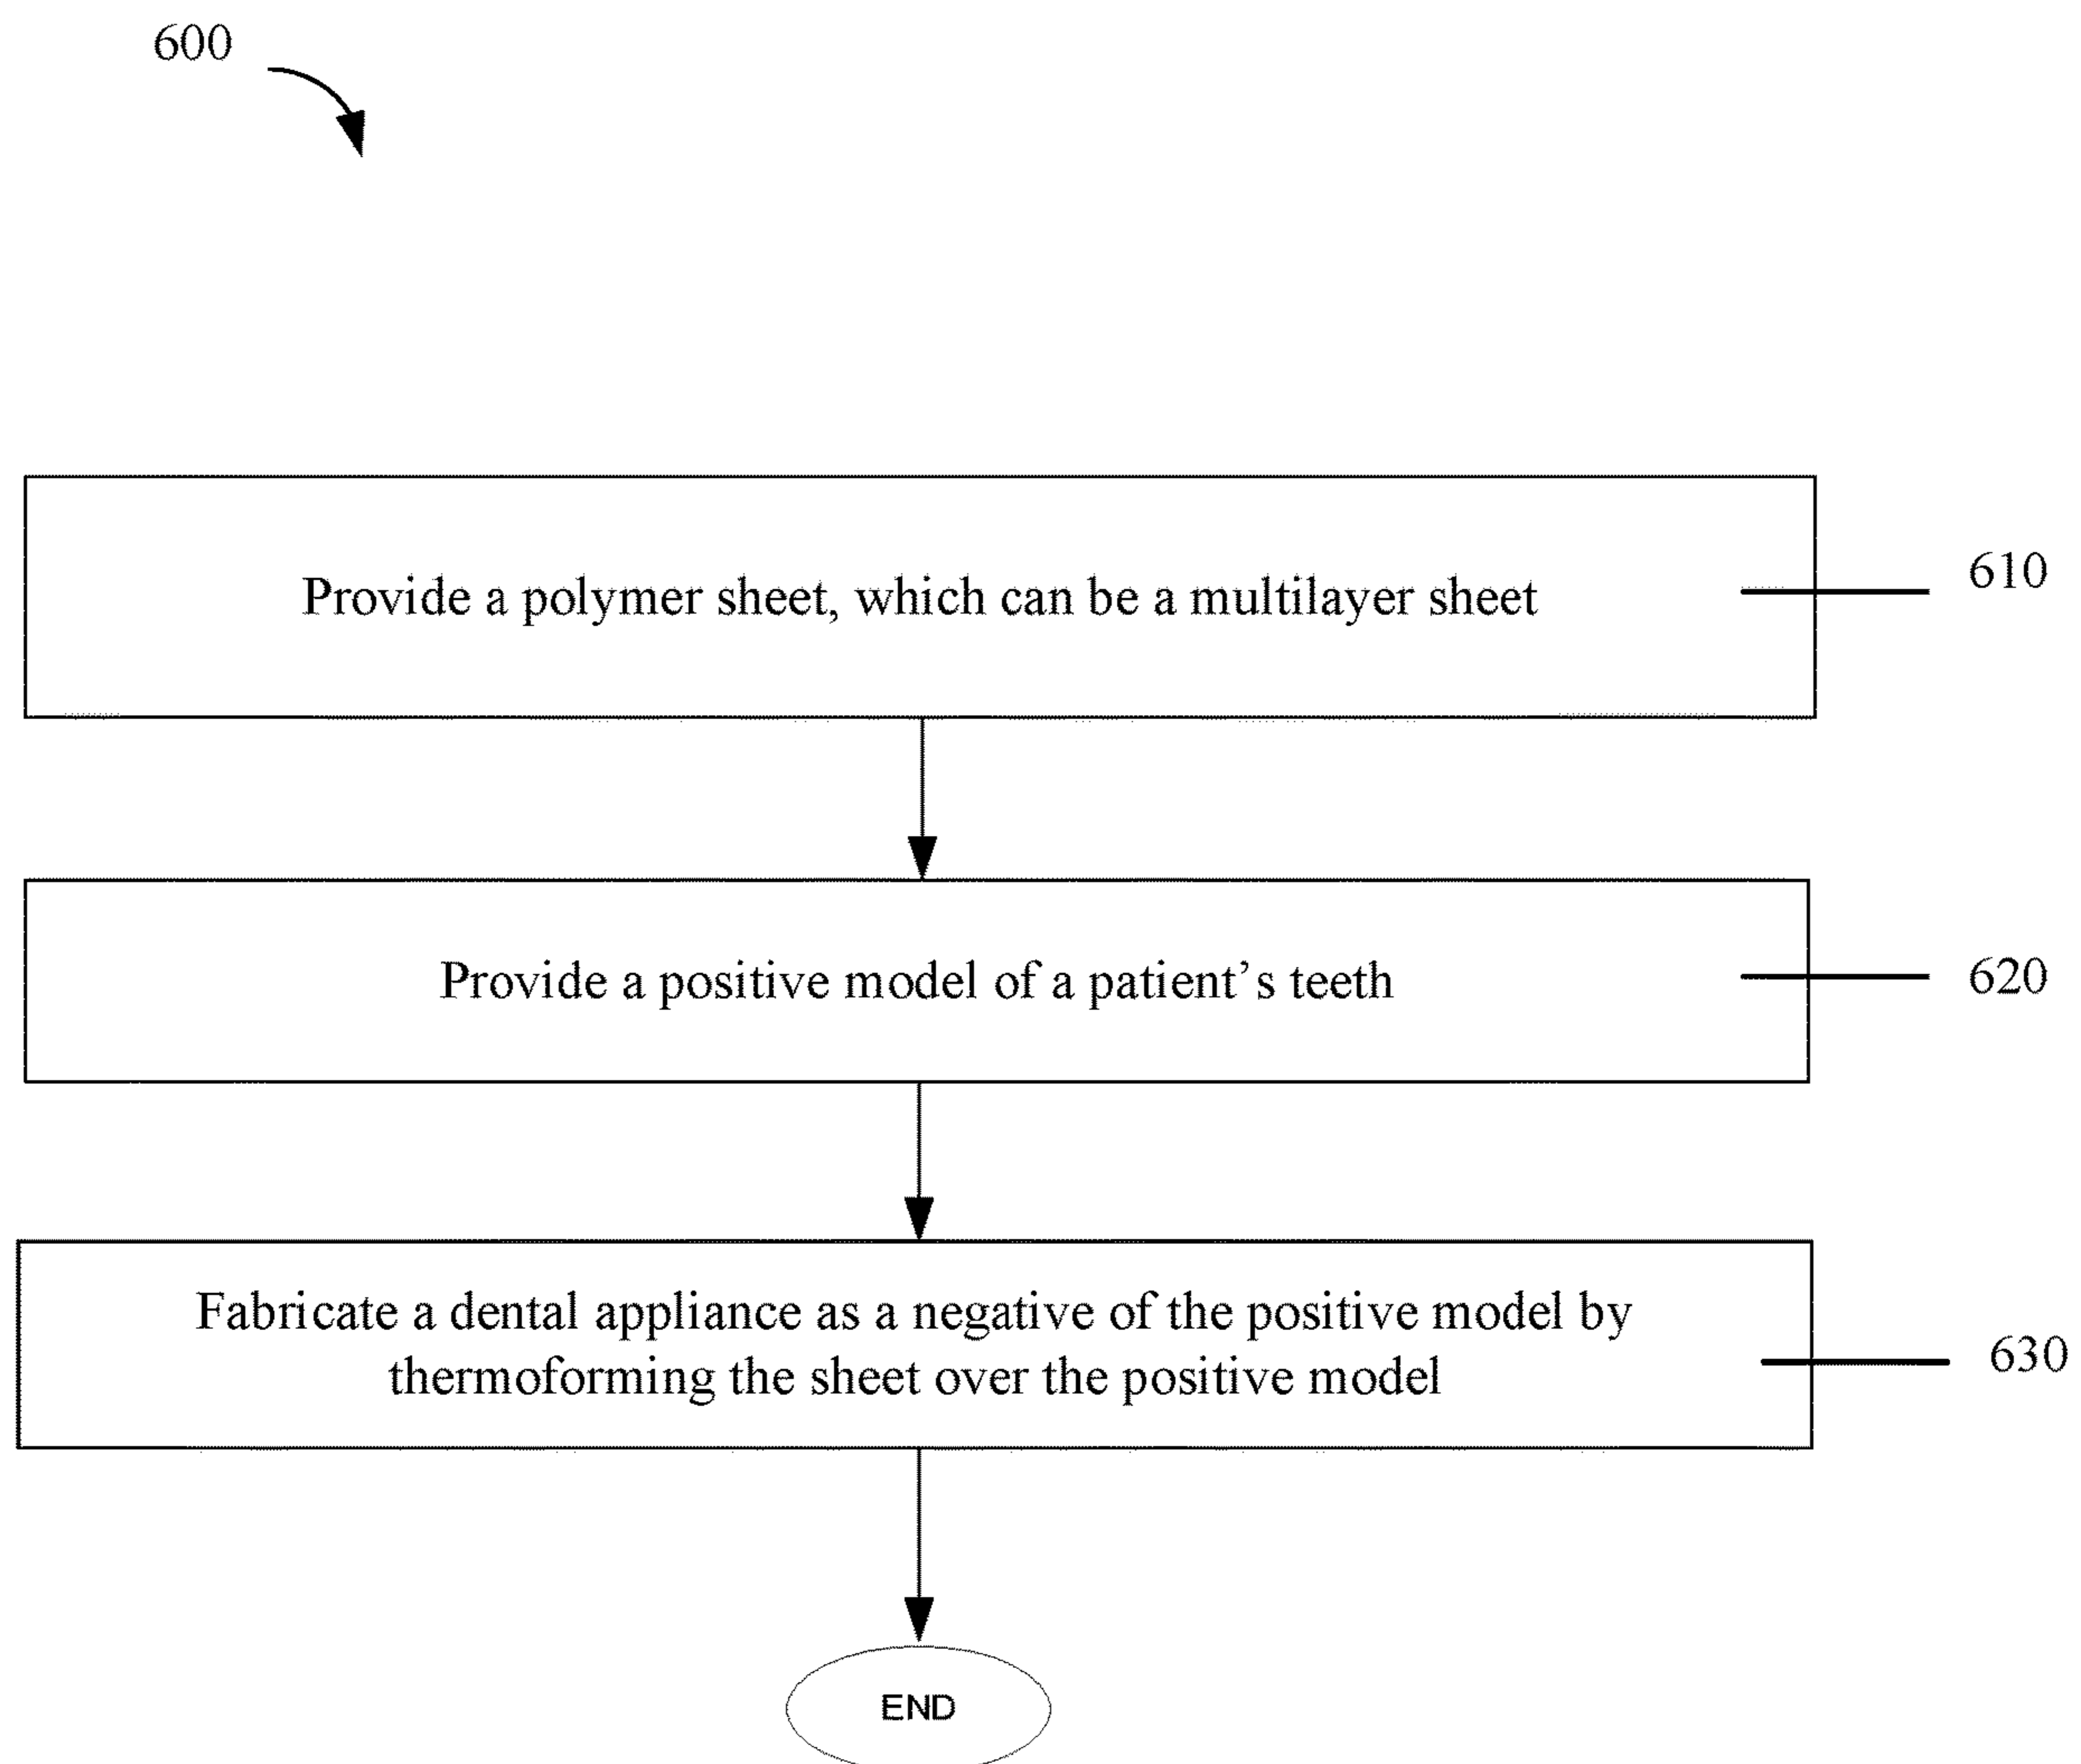 600
Provide a polymer sheet, which can be a multilayer sheet
610
Provide a positive model of a patient’s teeth
620
Fabricate a dental appliance as a negative of the positive model by
thermoforming the sheet over the positive model
630
END